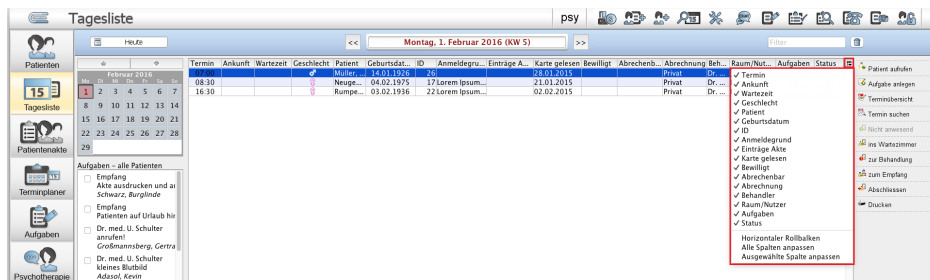 Tagesliste
psy
Patienten
Tagesliste
Patientenakte
Terminplaner
Aufgaben
Psychotherapie
Heute
<< Montag, 1. Februar 2016 (KW 5) >>
Filter
Februar 2016
Mo Di Mi Do Fr Sa So
1 2 3 4 5 6 7
8 9 10 11 12 13 14
15 16 17 18 19 20 21
22 23 24 25 26 27 28
29
Aufgaben - alle Patienten
Empfang
Akte ausdrucken und ai
Schwarz, Burglinde
Empfang
Patienten auf Urlaub hir
Dr. med. U. Schulter
anrufen!
Großmannsberg, Gertra
Dr. med. U. Schulter
kleines Blutbild
Adasol, Kevin
Termin Ankunft Wartezeit Geschlecht Patient Geburtsdat... ID Anmeldegru... Einträge A... Karte gelesen Bewilligt Abrechenb... Abrechnung Beh... Raum/Nut... Aufgaben Status
07:00 Müller, ... 14.01.1926 26 28.01.2015 Privat Dr. ...
08:30 Neuge... 04.02.1975 17 Lorem Ipsum... 21.01.2015 Privat Dr. ...
16:30 Rumpe... 03.02.1936 22 Lorem Ipsum... 02.02.2015 Privat Dr. ...
✓ Termin
✓ Ankunft
✓ Wartezeit
✓ Geschlecht
✓ Patient
✓ Geburtsdatum
✓ ID
✓ Anmeldegrund
✓ Einträge Akte
✓ Karte gelesen
✓ Bewilligt
✓ Abrechenbar
✓ Abrechnung
✓ Behandler
✓ Raum/Nutzer
✓ Aufgaben
✓ Status
Horizontaler Rollbalken
Alle Spalten anpassen
Ausgewählte Spalte anpassen
Patient aufrufen
Aufgabe anlegen
Terminübersicht
Termin suchen
Nicht anwesend
ins Wartezimmer
zur Behandlung
zum Empfang
Abschliessen
Drucken